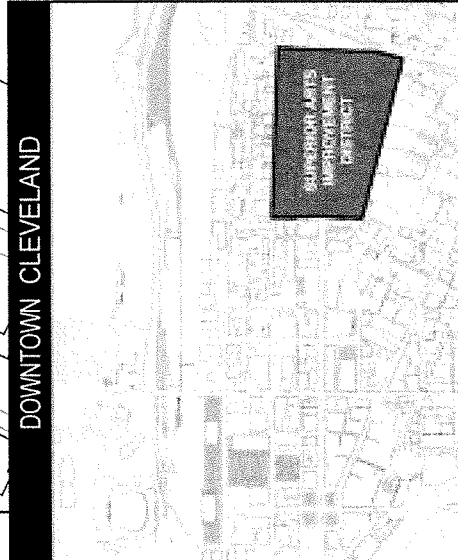 DOWNTOWN CLEVELAND
SUPERIOR ARTS
IMPROVEMENT
DISTRICT